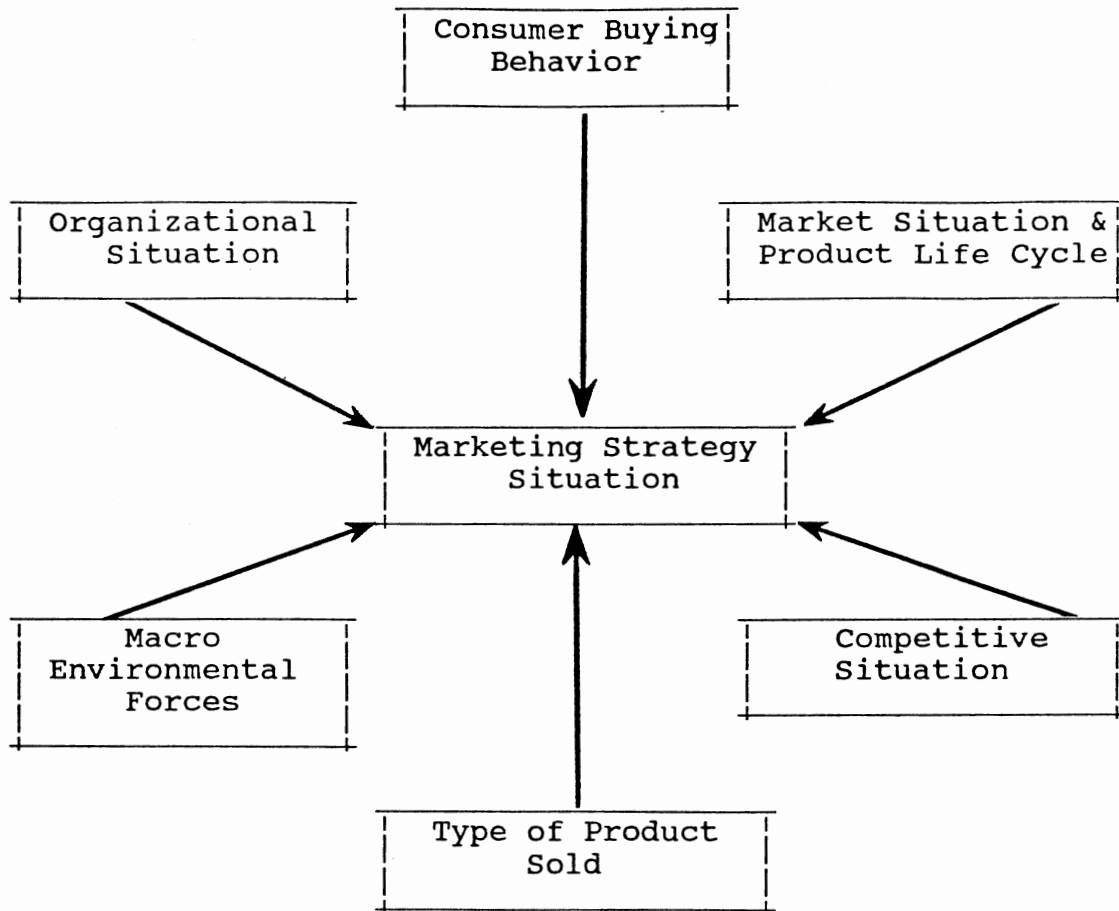 Consumer Buying
Behavior
Organizational
Situation
Market Situation &
Product Life Cycle
Marketing Strategy
Situation
Macro
Environmental
Forces
Competitive
Situation
Type of Product
Sold